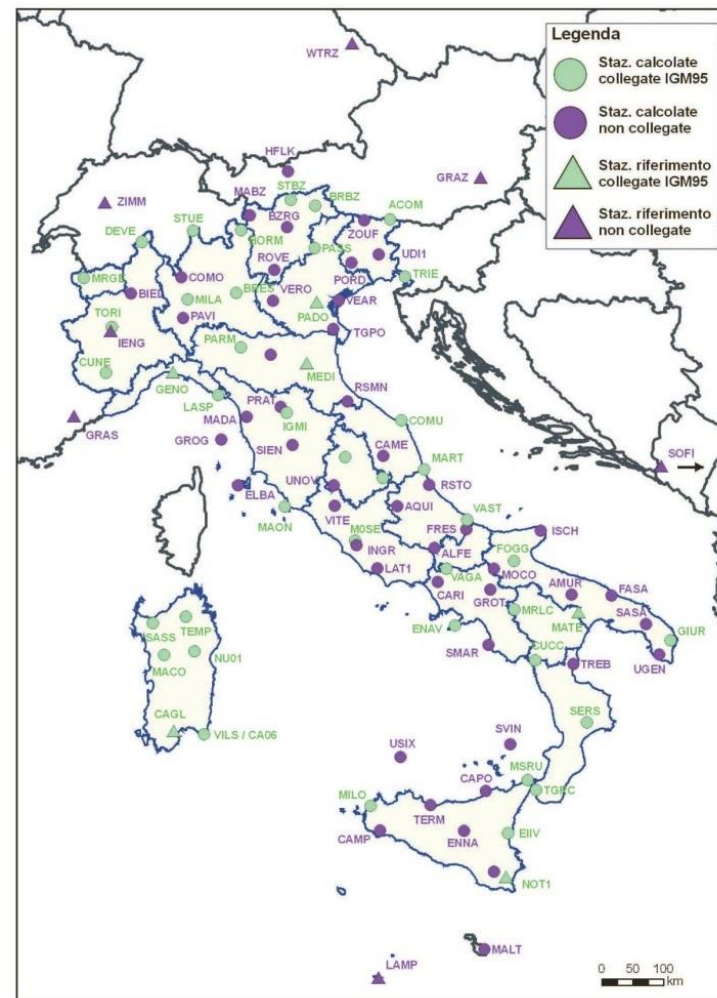 Legenda
Staz. calcolate
collegate IGM95
Staz. calcolate
non collegate
Staz. riferimento
collegate IGM95
Staz. riferimento
non collegate
WTRZ
HFLK
STBZ
GRAZ
ZIMM
MABZ
BRBZ
ACOM
STUE
BZRG
DEVE
BORM
PASS
ZOUF
UDI1
ROVE
MRGE
COMO
BRES
PORD
TRIE
BIEL
MILA
VERO
VEAR
TORI
PAVI
PADO
IENG
PARM
TGPO
CUNE
MEDI
GENO
LASP
PRAT
RSMN
GRAS
MADA
IGMI
COMU
GROG
SIEN
CAME
MART
SOFI
ELBA
UNOV
RSTO
MAON
VITE
AQUI
VAST
M0SE
FRES
ISCH
INGR
ALFE
FOGG
LAT1
VAGA
MOCO
AMUR
FASA
CARI
GROT
MRLC
SASA
ENAV
MATE
GIUR
SASS
TEMP
SMAR
CUCC
TREB
UGEN
MACO
NU01
CAGL
SERS
VILS / CA06
USIX
SVIN
MSRU
MILO
CAPO
TGRC
TERM
CAMP
ENNA
EIIV
NOT1
MALT
LAMP
0 50 100
km